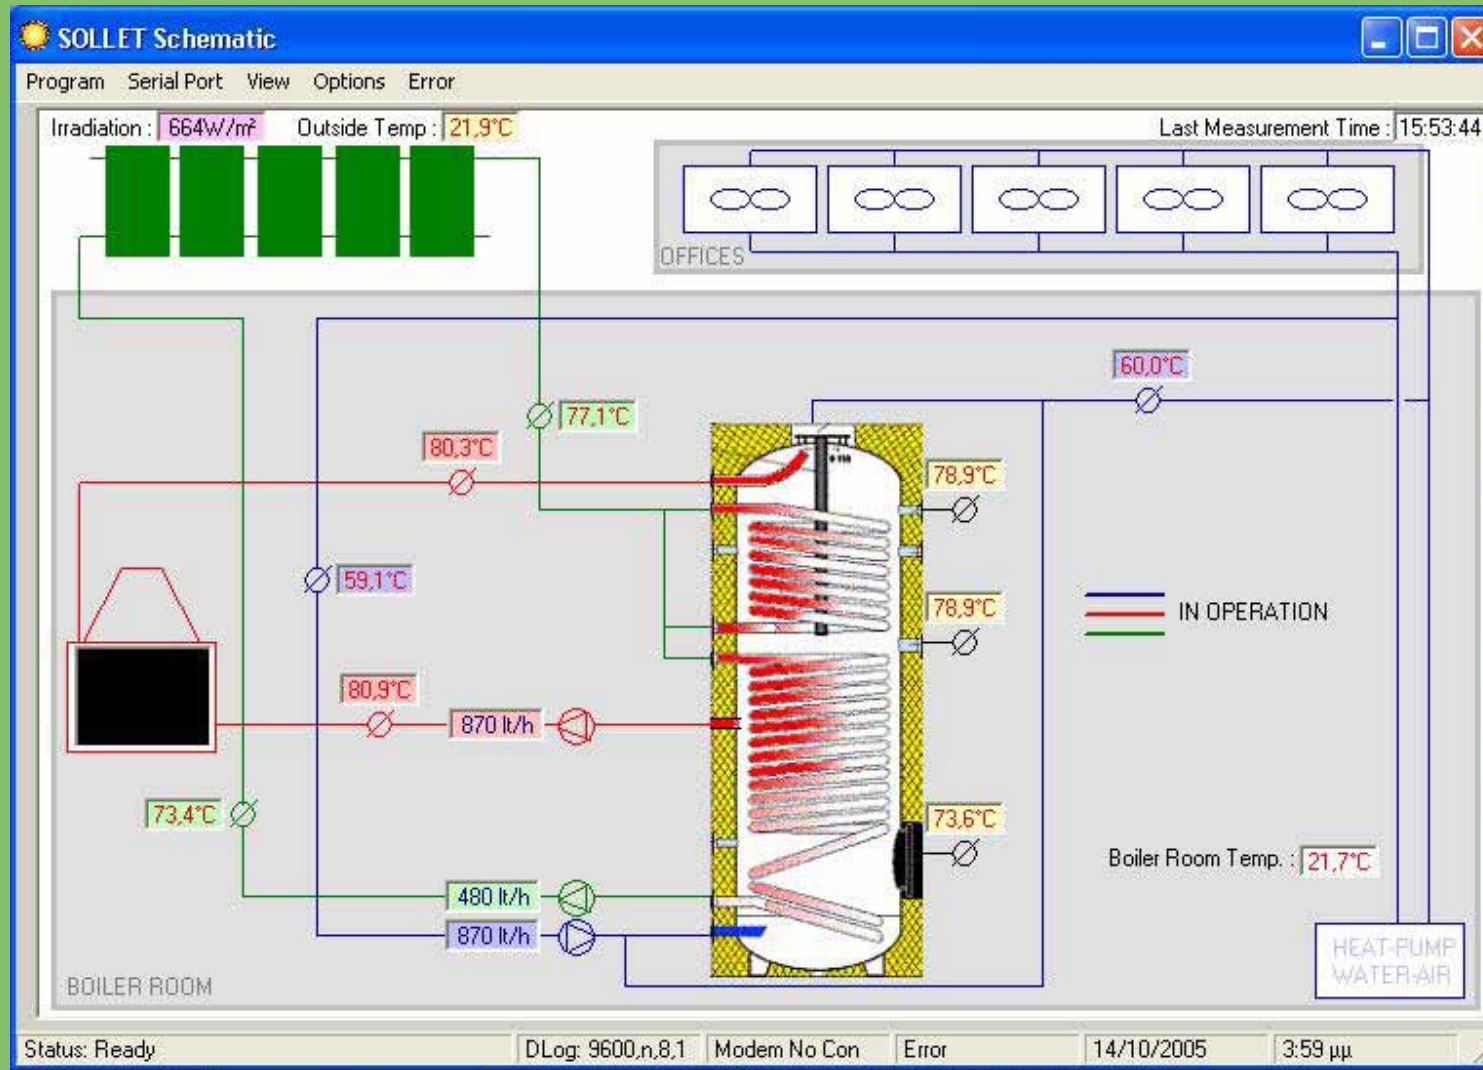 SOLLET Schematic
Program Serial Port View Options Error
Irradiation : 664W/m² Outside Temp : 21,9°C Last Measurement Time : 15:53:44
OFFICES
60,0°C
77,1°C
80,3°C
78,9°C
59,1°C
78,9°C
IN OPERATION
80,9°C
870 lt/h
73,4°C
73,6°C
Boiler Room Temp. : 21,7°C
480 lt/h
870 lt/h
HEAT-PUMP
WATER-AIR
BOILER ROOM
Status: Ready DLog: 9600,n,8,1 Modem No Con Error 14/10/2005 3:59 μμ